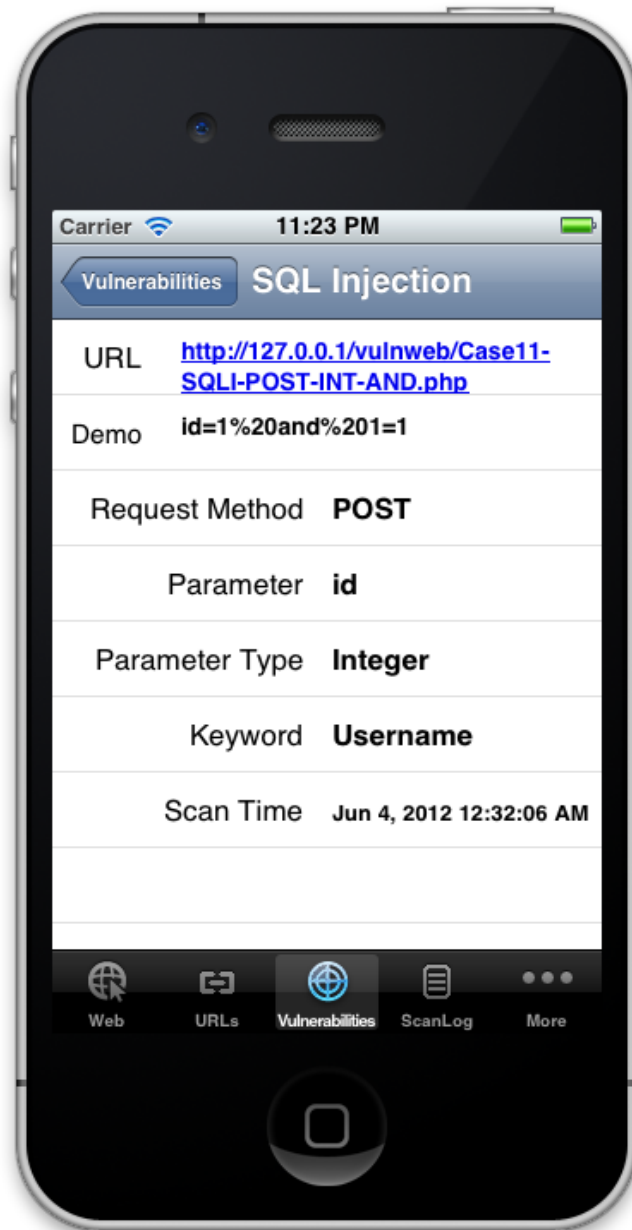 Carrier 11:23 PM
Vulnerabilities SQL Injection
URL http://127.0.0.1/vulnweb/Case11-
SQLI-POST-INT-AND.php
Demo id=1%20and%201=1
Request Method POST
Parameter id
Parameter Type Integer
Keyword Username
Scan Time Jun 4, 2012 12:32:06 AM
Web URLs Vulnerabilities ScanLog More